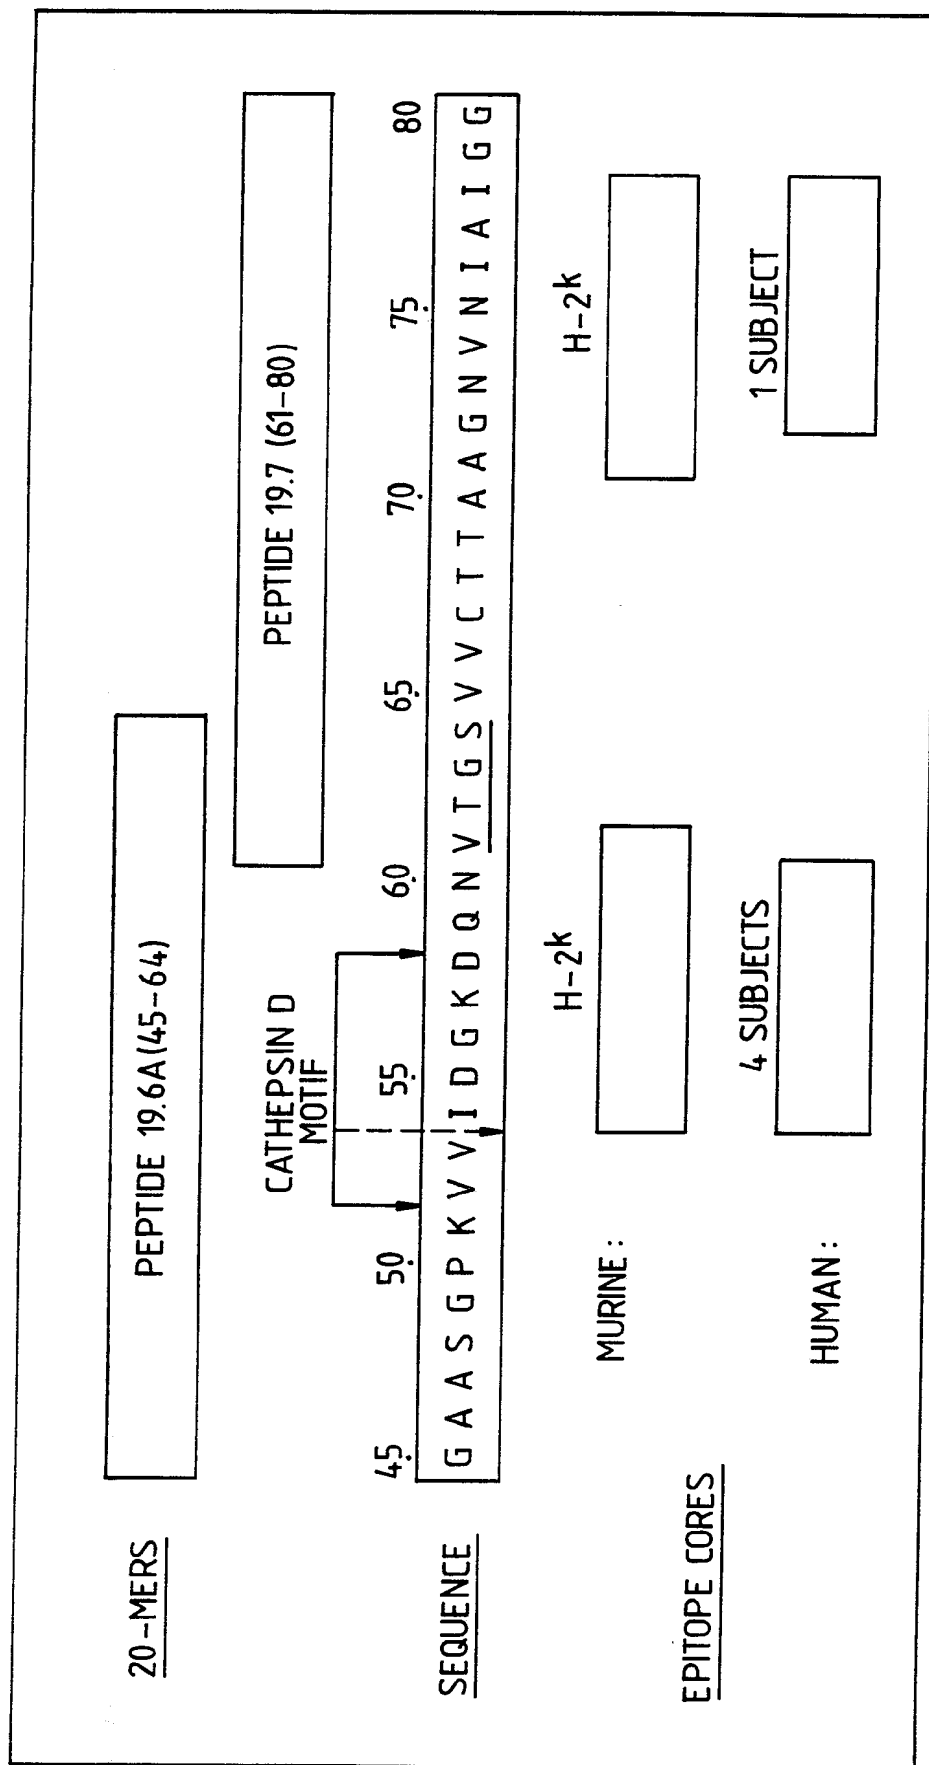 20-MERS
PEPTIDE 19.6A (45-64)
PEPTIDE 19.7 (61-80)
CATHEPSIN D
MOTIF
45 50 55 60 65 70 75 80
SEQUENCE
G A A S G P K V V I D G K D Q N V T G S V V C T T A A G N V N I A I G G
H-2k H-2k
MURINE:
EPITOPE CORES
4 SUBJECTS 1 SUBJECT
HUMAN: